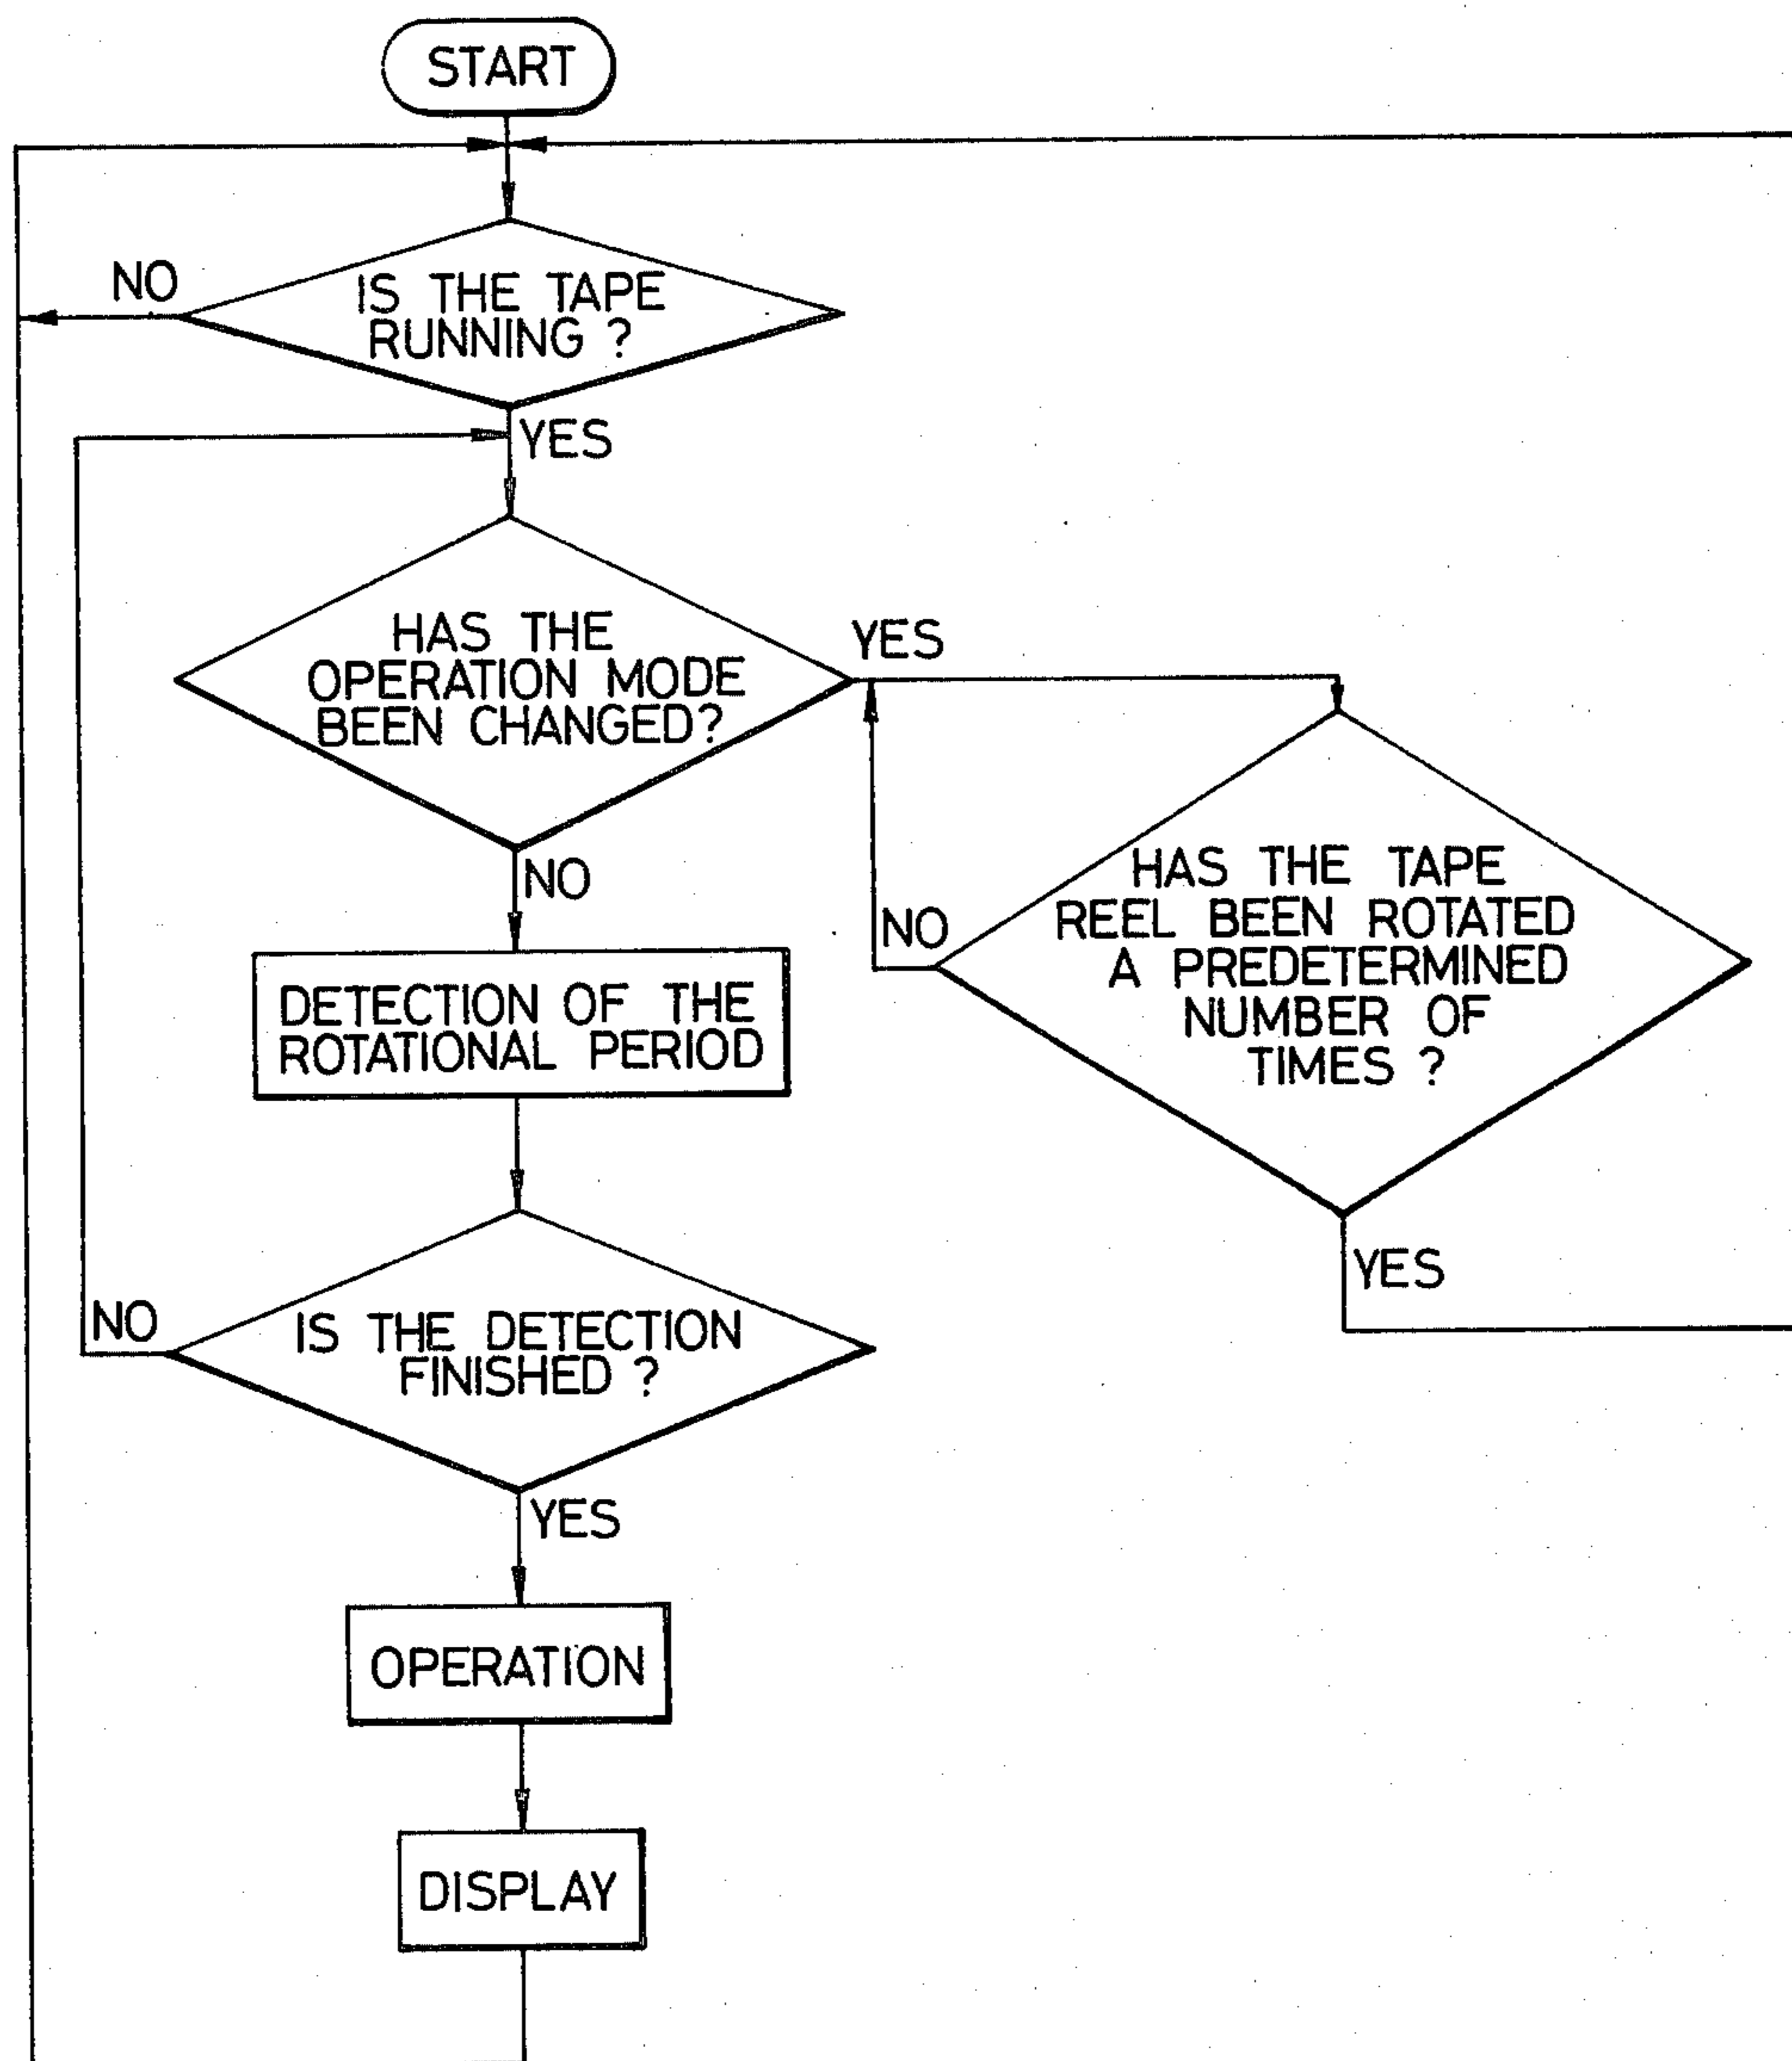 START
NO
IS THE TAPE
RUNNING ?
YES
HAS THE
OPERATION MODE
BEEN CHANGED?
YES
NO
DETECTION OF THE
ROTATIONAL PERIOD
NO
HAS THE TAPE
REEL BEEN ROTATED
A PREDETERMINED
NUMBER OF
TIMES ?
YES
NO
IS THE DETECTION
FINISHED ?
YES
OPERATION
DISPLAY